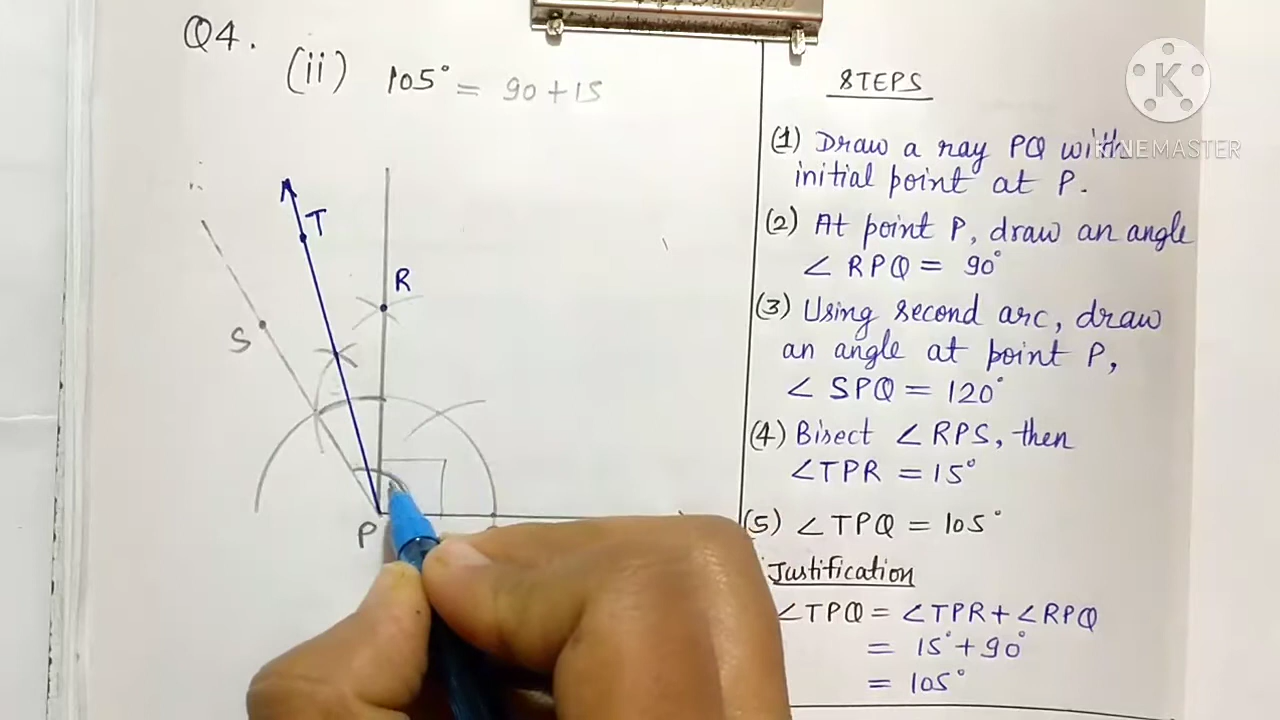 Q4.
(ii) 105° = 90 + 15
T
R
S
P
STEPS
(1) Draw a ray PQ with
initial point at P.
(2) At point P, draw an angle
∠ RPQ = 90°
(3) Using second arc, draw
an angle at point P,
∠ SPQ = 120°
(4) Bisect ∠RPS, then
∠TPR = 15°
(5) ∠TPQ = 105°
Justification
∠TPQ = ∠TPR + ∠RPQ
= 15° + 90°
= 105°
K
KINEMASTER